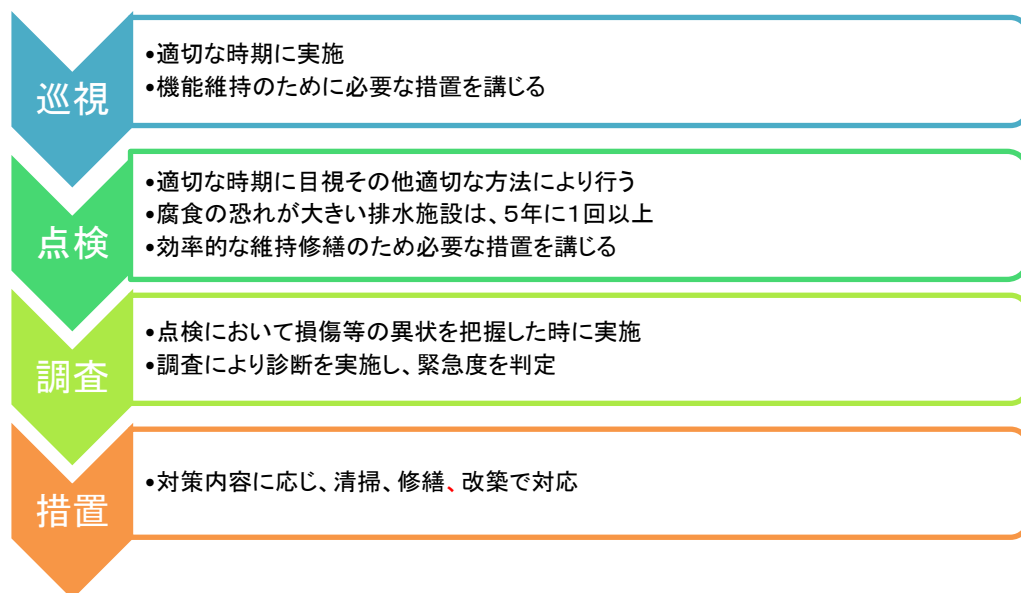 巡視
•適切な時期に実施
•機能維持のために必要な措置を講じる
点検
•適切な時期に目視その他適切な方法により行う
•腐食の恐れが大きい排水施設は、５年に１回以上
•効率的な維持修繕のため必要な措置を講じる
調査
•点検において損傷等の異状を把握した時に実施
•調査により診断を実施し、緊急度を判定
措置
•対策内容に応じ、清掃、修繕、改築で対応